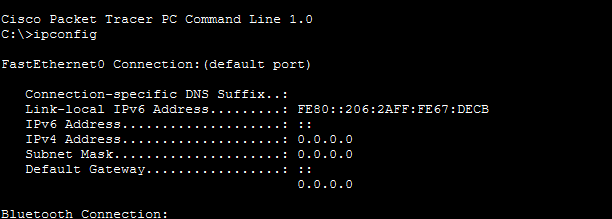 Cisco Packet Tracer PC Command Line 1.0
C:\>ipconfig
FastEthernet0 Connection:(default port)
Connection-specific DNS Suffix..:
Link-local IPv6 Address.........: FE80::206:2AFF:FE67:DECB
IPv6 Address....................: ::
IPv4 Address....................: 0.0.0.0
Subnet Mask.....................: 0.0.0.0
Default Gateway.................: ::
0.0.0.0
Bluetooth Connection: